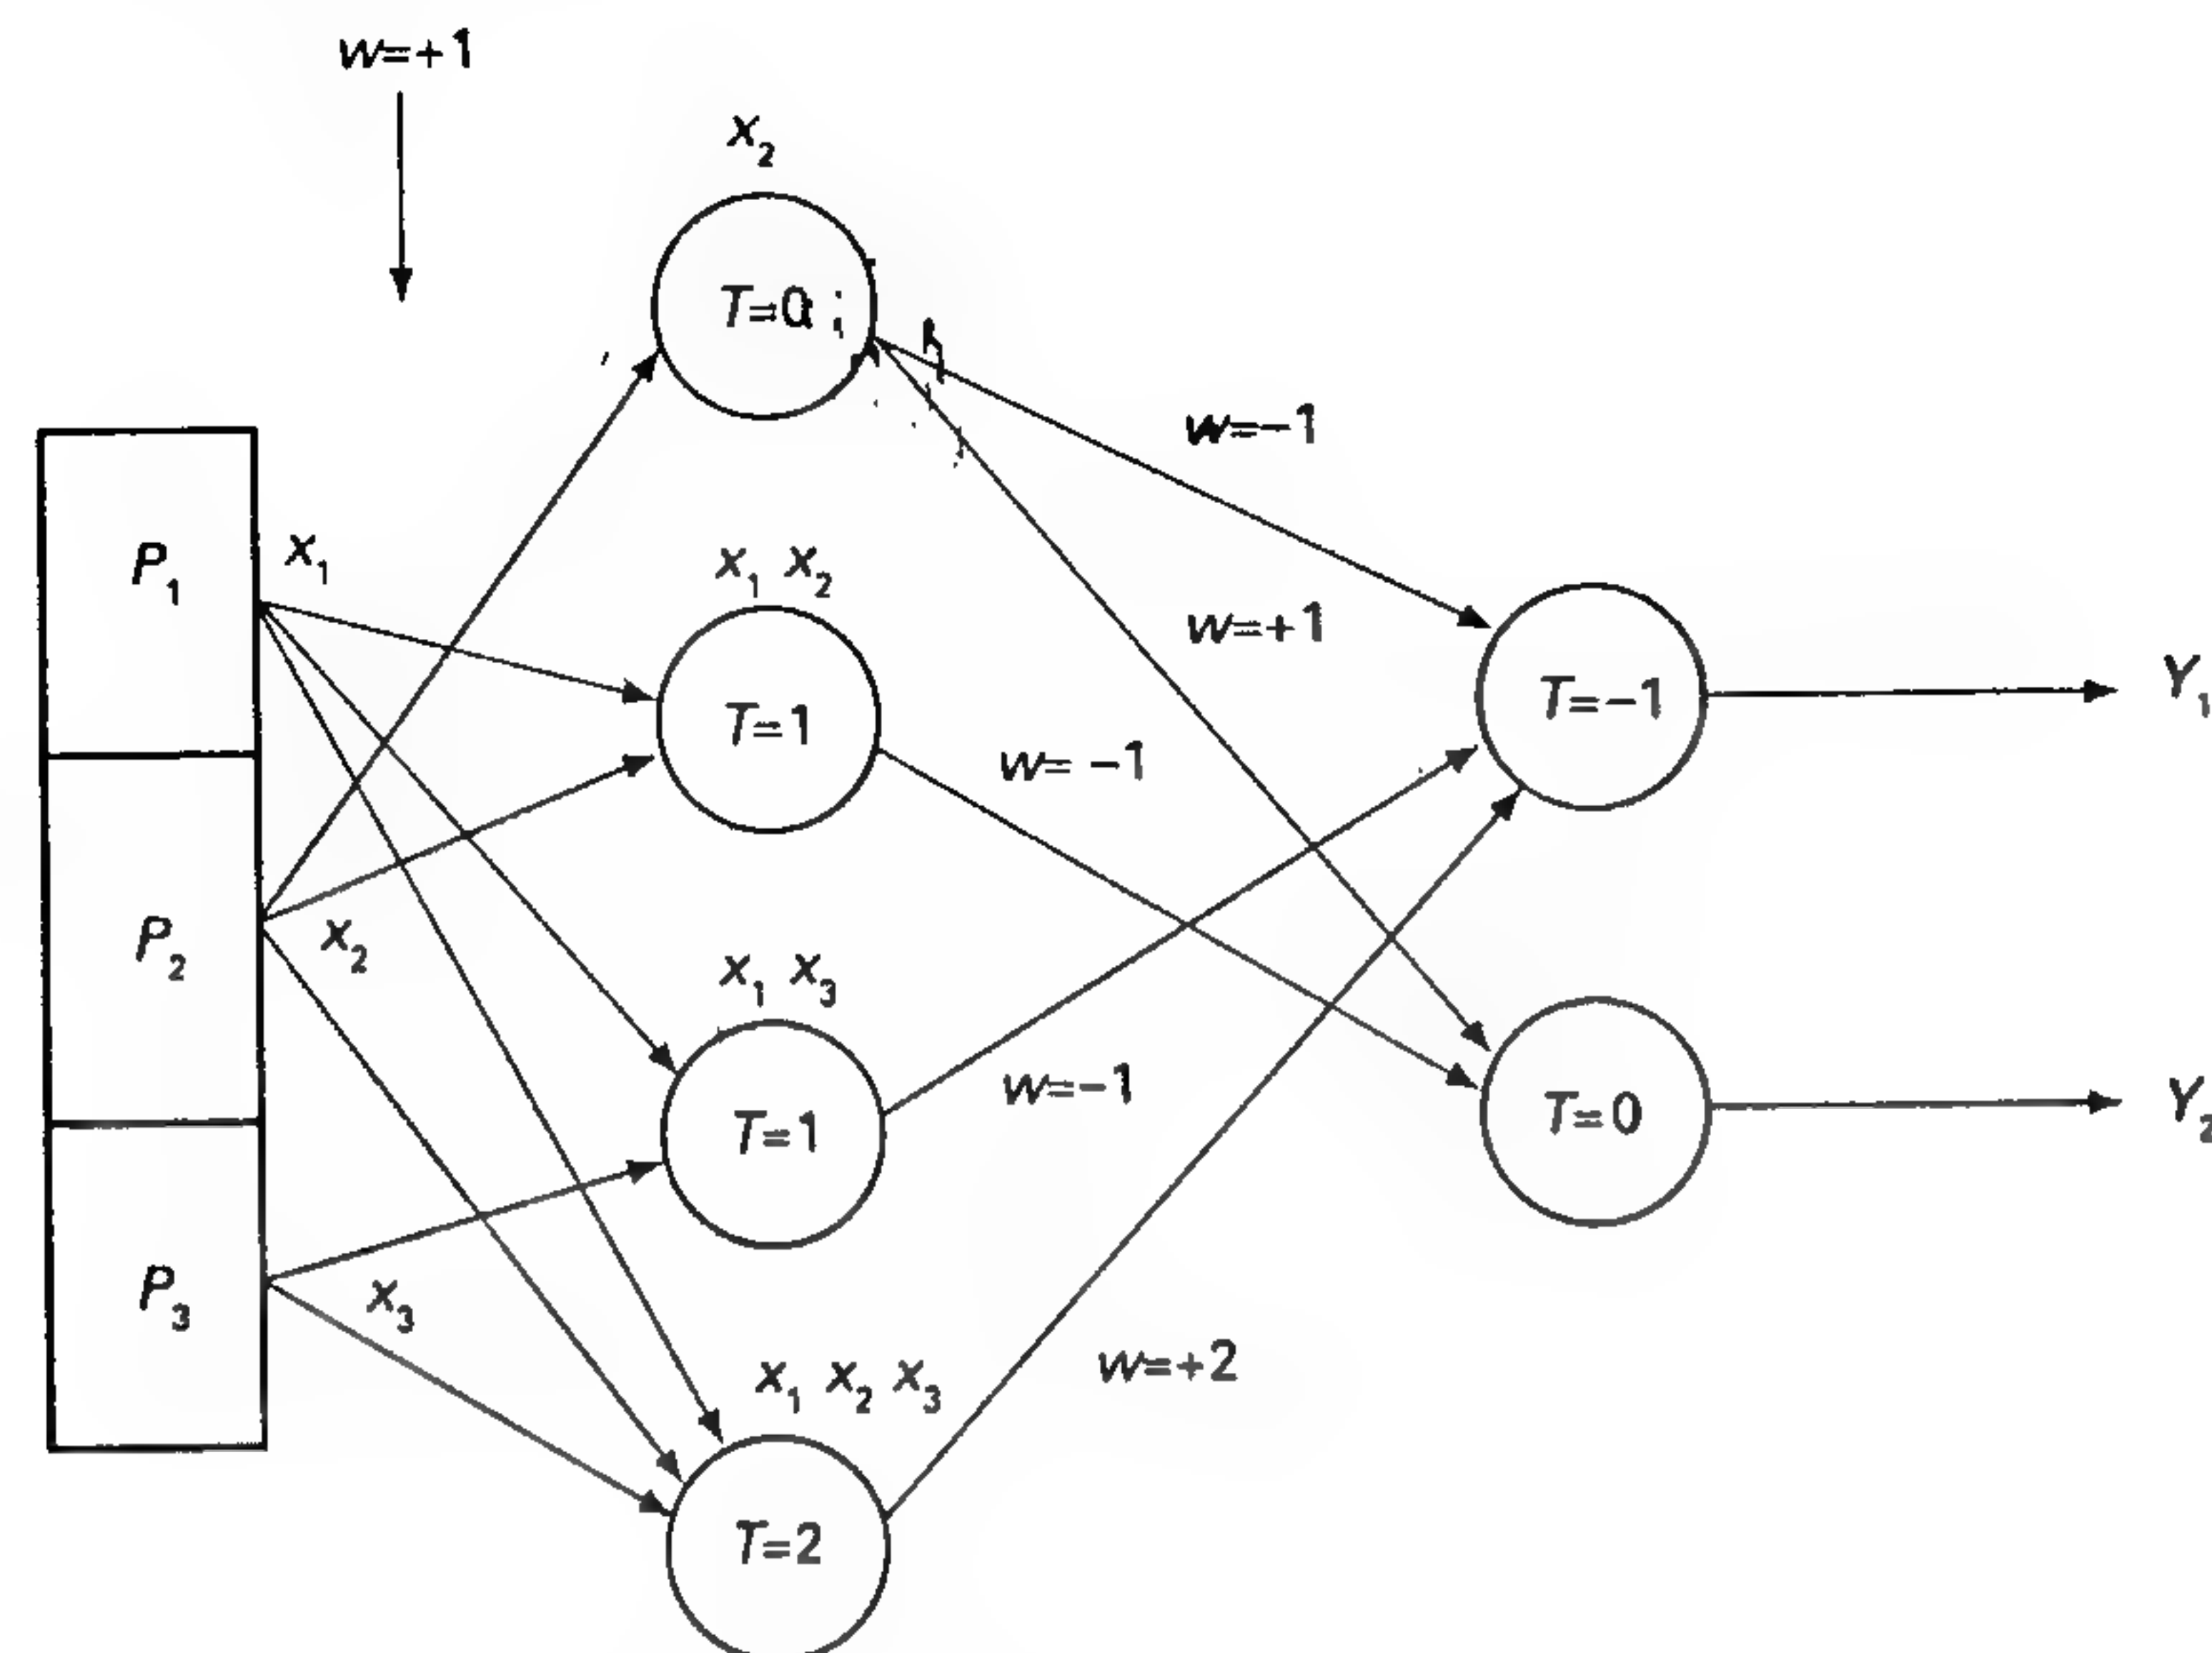 w=+1
x2
T=0
w=-1
P1
x1
x1 x2
w=+1
T=-1
Y1
T=1
w= -1
P2
x2
x1 x3
w=-1
T=0
Y2
T=1
P3
x3
x1 x2 x3
w=+2
T=2